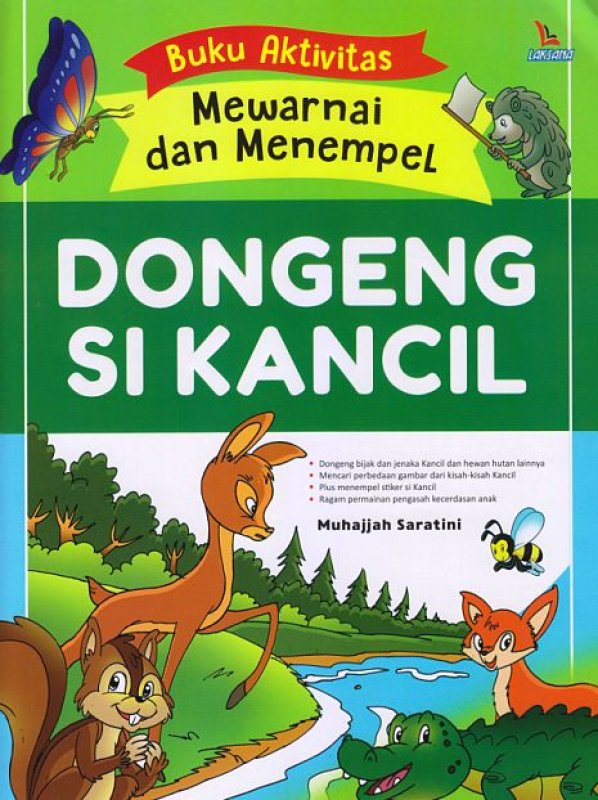 Buku Aktivitas
LAKSANA
Mewarnai
dan Menempel
DONGENG
SI KANCIL
• Dongeng bijak dan jenaka Kancil dan hewan hutan lainnya
• Mencari perbedaan gambar dari kisah-kisah Kancil
• Plus menempel stiker si Kancil
• Ragam permainan pengasah kecerdasan anak
Muhajjah Saratini